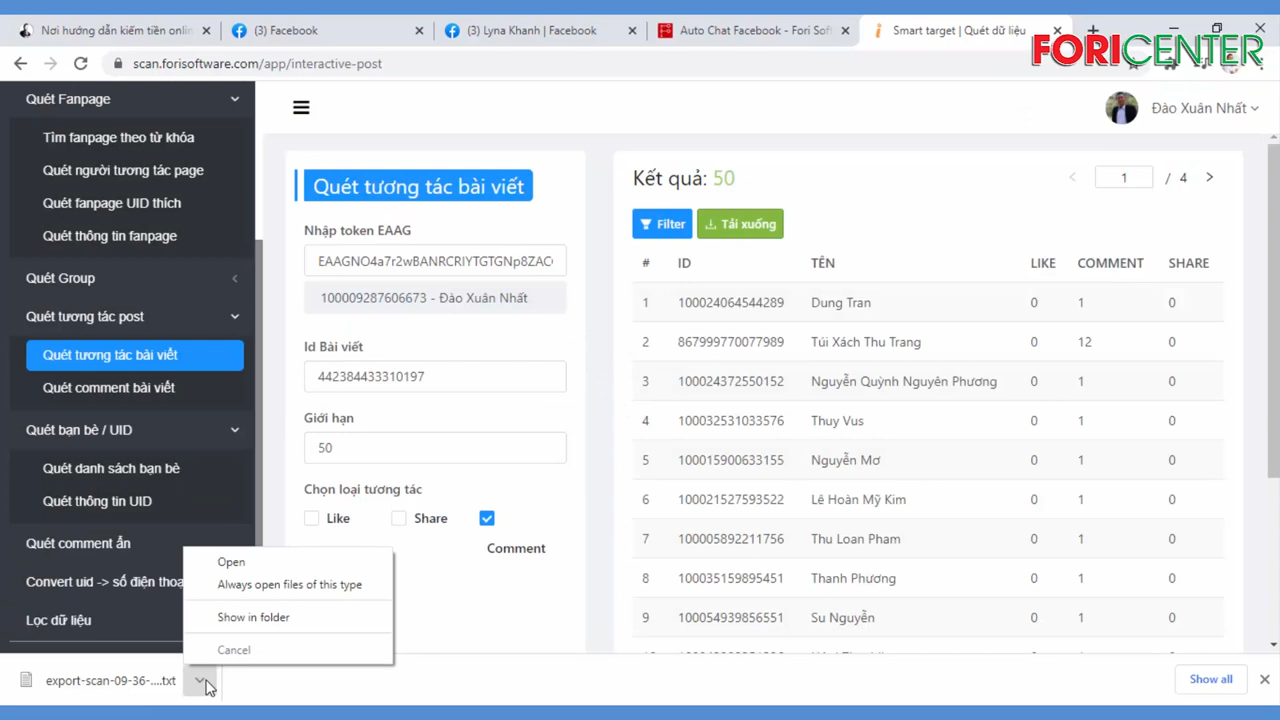 Nơi hướng dẫn kiếm tiền onlin
(3) Facebook
(3) Lyna Khanh | Facebook
Auto Chat Facebook - Fori Soft
Smart target | Quét dữ liệu
FORICENTER
scan.forisoftware.com/app/interactive-post
Quét Fanpage
Tìm fanpage theo từ khóa
Quét người tương tác page
Quét fanpage UID thích
Quét thông tin fanpage
Quét Group
Quét tương tác post
Quét tương tác bài viết
Quét comment bài viết
Quét bạn bè / UID
Quét danh sách bạn bè
Quét thông tin UID
Quét comment ẩn
Convert uid -> số điện thoạ
Lọc dữ liệu
Đào Xuân Nhất
Quét tương tác bài viết
Nhập token EAAG
EAAGNO4a7r2wBANRCRIYTGTGNp8ZAC
100009287606673 - Đào Xuân Nhất
Id Bài viết
442384433310197
Giới hạn
50
Chọn loại tương tác
Like Share
Comment
Kết quả: 50
1 / 4
Filter Tải xuống
# ID TÊN LIKE COMMENT SHARE
1 100024064544289 Dung Tran 0 1 0
2 867999770077989 Túi Xách Thu Trang 0 12 0
3 100024372550152 Nguyễn Quỳnh Nguyên Phương 0 1 0
4 100032531033576 Thuy Vus 0 1 0
5 100015900633155 Nguyễn Mơ 0 1 0
6 100021527593522 Lê Hoàn Mỹ Kim 0 1 0
7 100005892211756 Thu Loan Pham 0 1 0
8 100035159895451 Thanh Phương 0 1 0
9 100054939856551 Su Nguyễn 0 1 0
Open
Always open files of this type
Show in folder
Cancel
export-scan-09-36-....txt
Show all